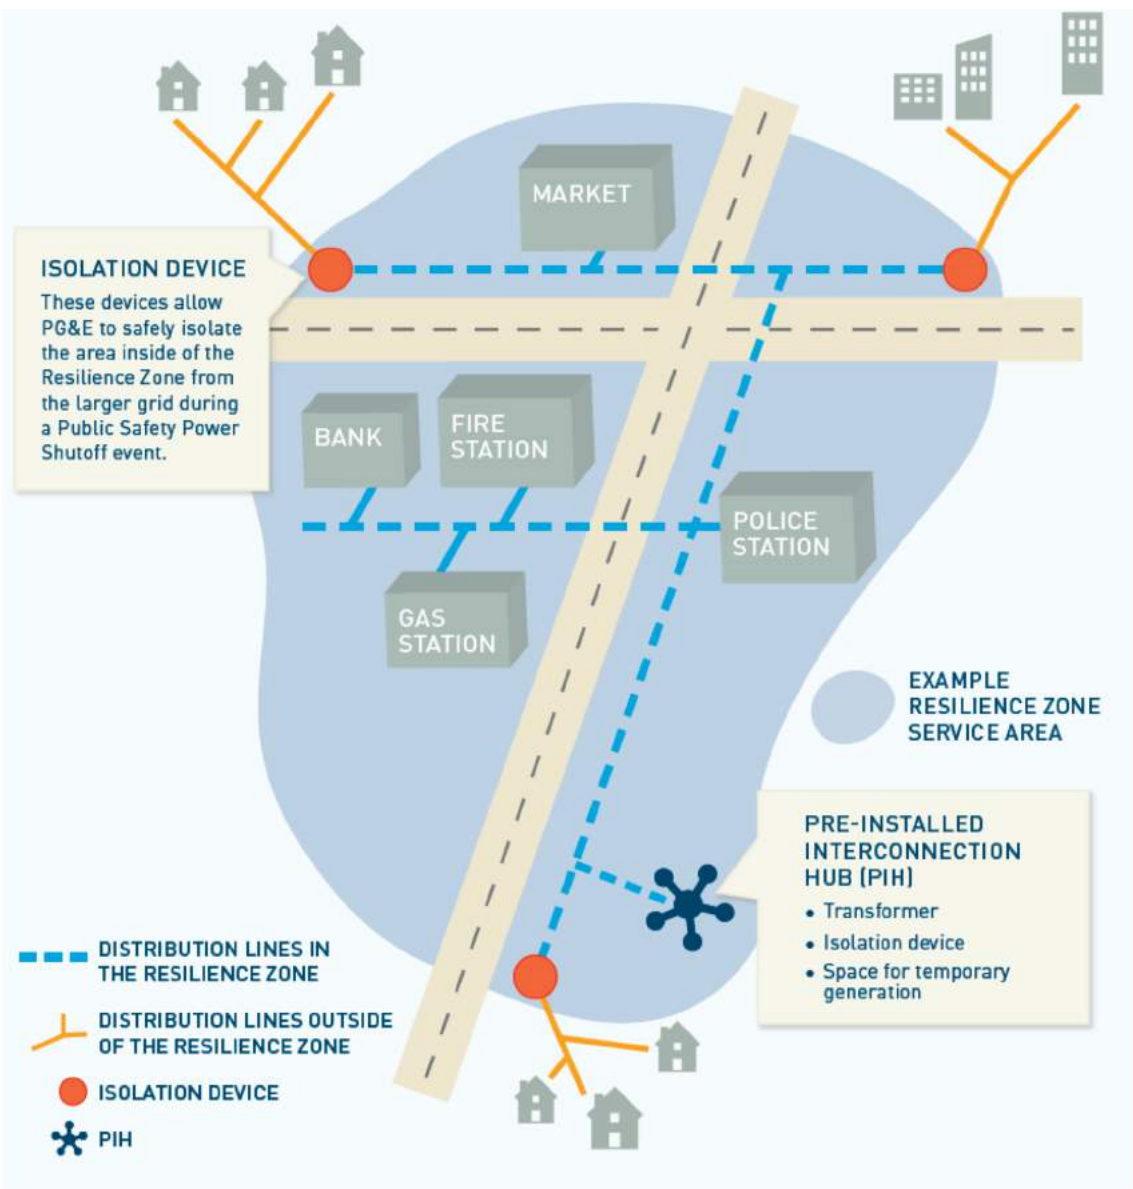 MARKET
ISOLATION DEVICE
These devices allow
PG&E to safely isolate
the area inside of the
Resilience Zone from
the larger grid during
a Public Safety Power
Shutoff event.
BANK
FIRE
STATION
POLICE
STATION
GAS
STATION
EXAMPLE
RESILIENCE ZONE
SERVICE AREA
PRE-INSTALLED
INTERCONNECTION
HUB (PIH)
• Transformer
• Isolation device
• Space for temporary
generation
DISTRIBUTION LINES IN
THE RESILIENCE ZONE
DISTRIBUTION LINES OUTSIDE
OF THE RESILIENCE ZONE
ISOLATION DEVICE
PIH